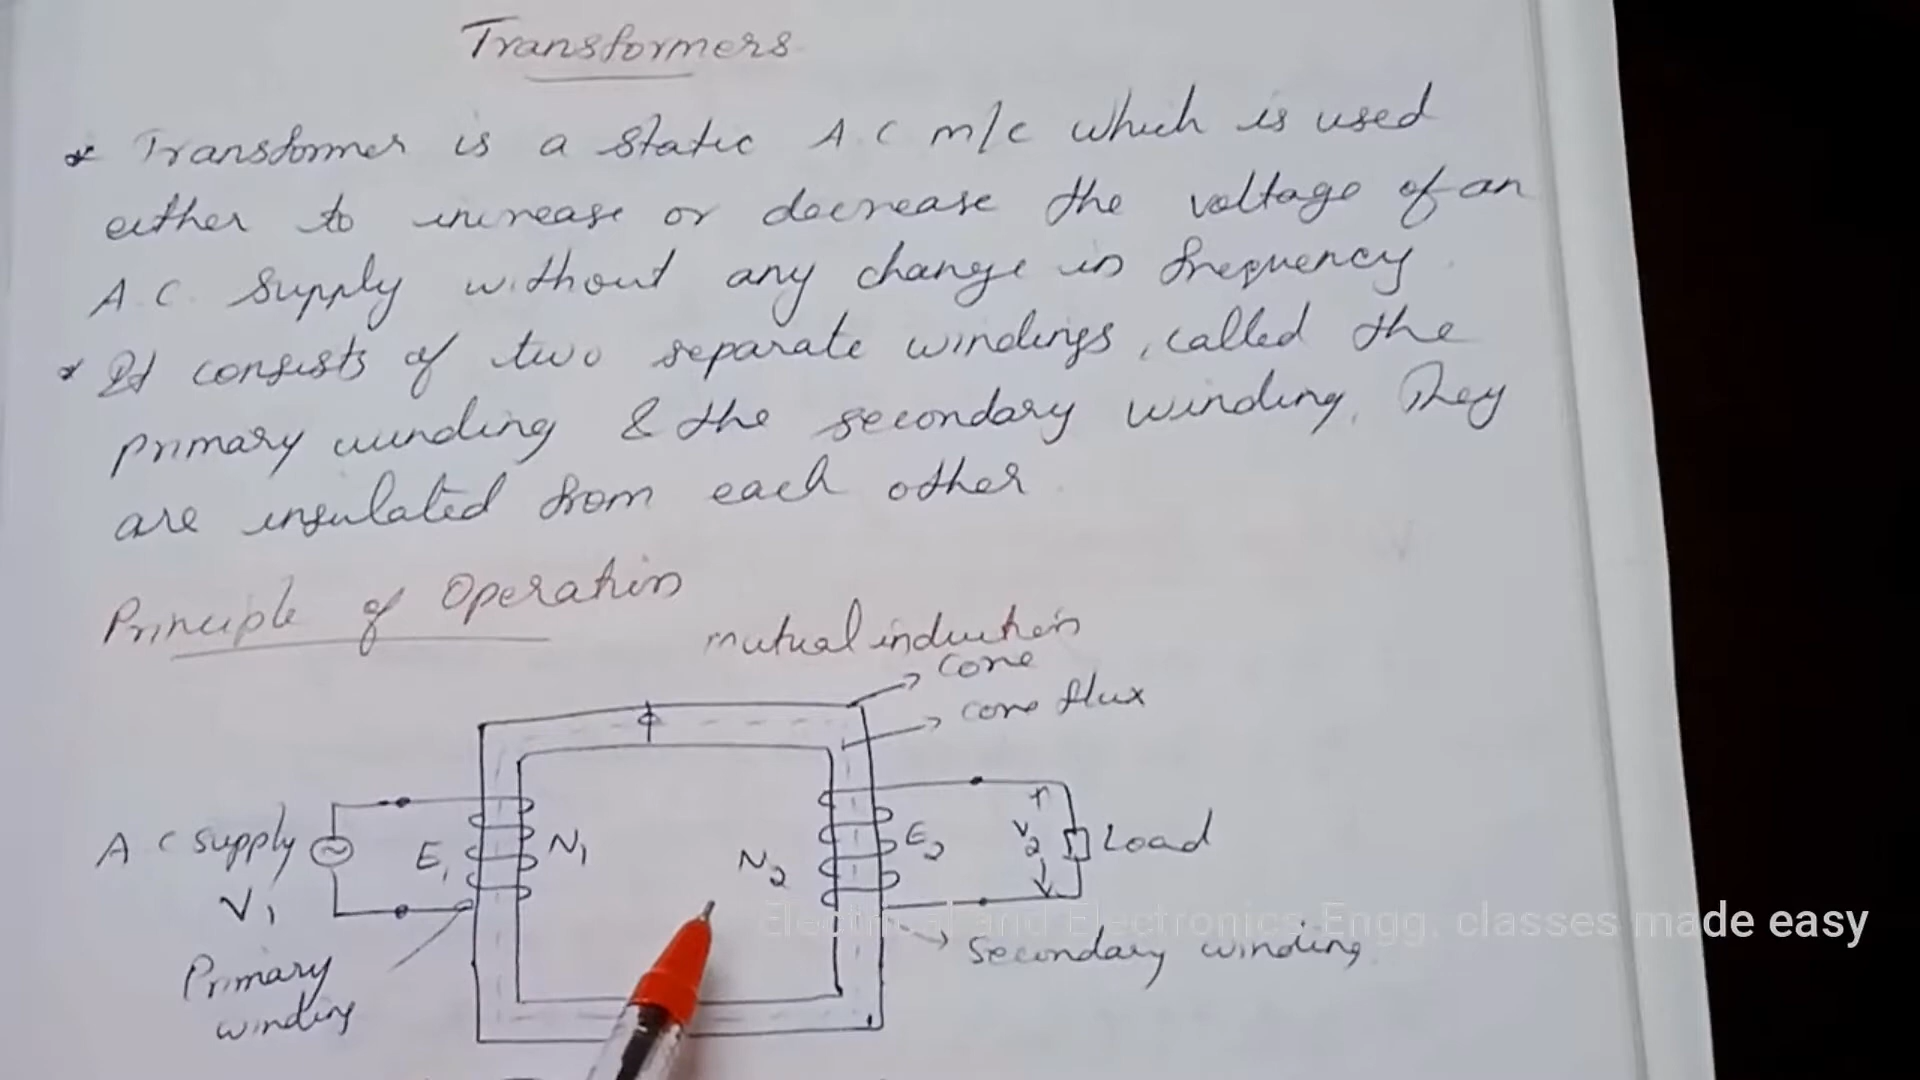 Transformers
* Transformer is a static A.C m/c which is used
either to increase or decrease the voltage of an
A.C. supply without any change in frequency.
* It consists of two separate windings, called the
primary winding & the secondary winding. They
are insulated from each other.
Principle of Operation
mutual induction
core
core flux
ϕ
AC supply
V1
E1
N1
N2
E2
+
V2
Load
Electrical and Electronics Engg. classes made easy
Secondary winding
Primary
winding